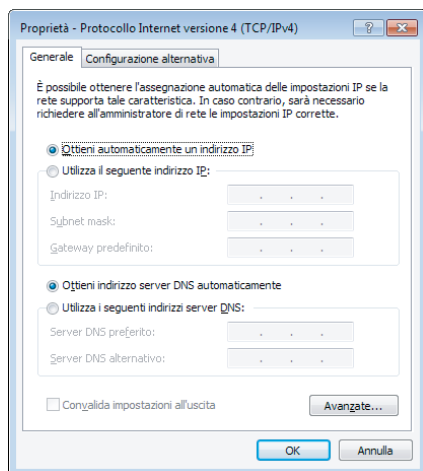 Proprietà - Protocollo Internet versione 4 (TCP/IPv4)
Generale
Configurazione alternativa
È possibile ottenere l'assegnazione automatica delle impostazioni IP se la
rete supporta tale caratteristica. In caso contrario, sarà necessario
richiedere all'amministratore di rete le impostazioni IP corrette.
Ottieni automaticamente un indirizzo IP
Utilizza il seguente indirizzo IP:
Indirizzo IP:
Subnet mask:
Gateway predefinito:
Ottieni indirizzo server DNS automaticamente
Utilizza i seguenti indirizzi server DNS:
Server DNS preferito:
Server DNS alternativo:
Convalida impostazioni all'uscita
Avanzate...
OK
Annulla